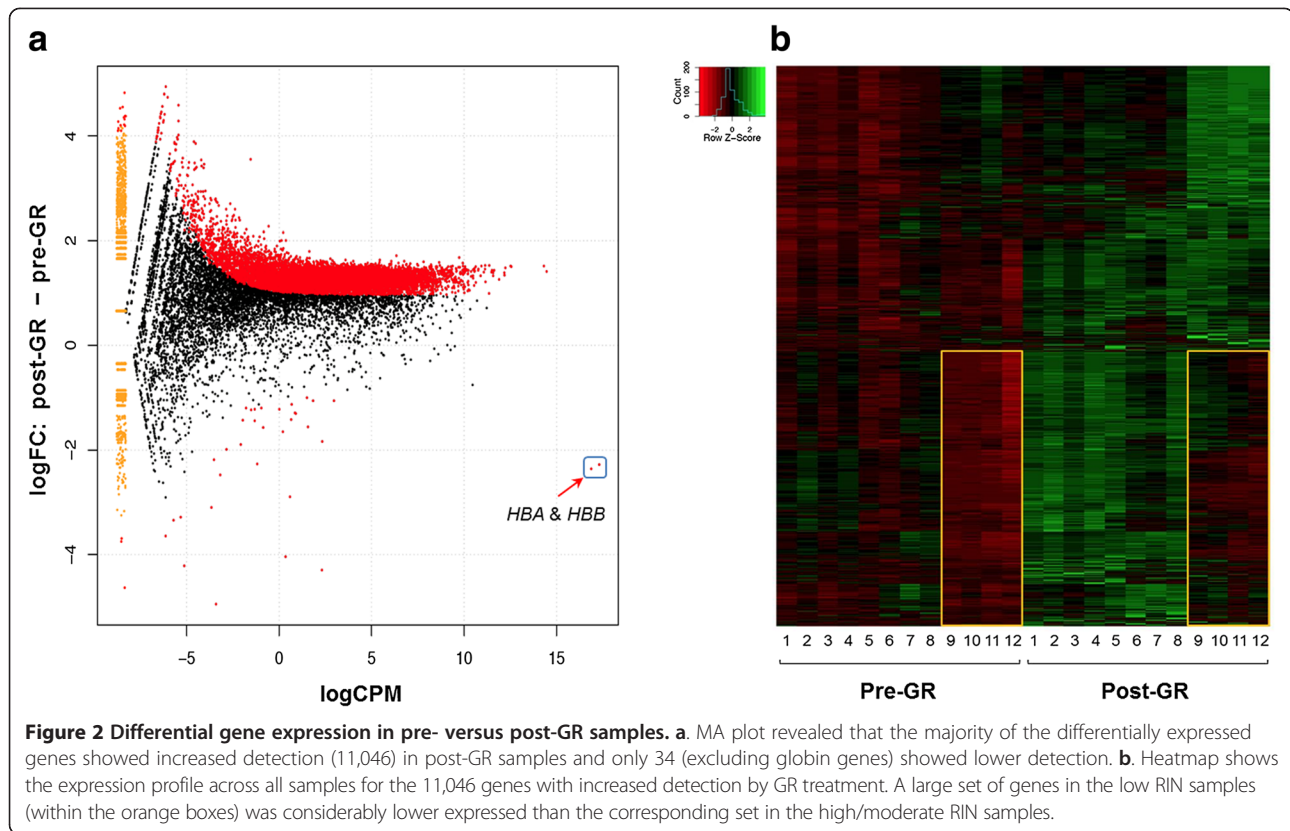 a
b
logFC: post-GR − pre-GR
4
2
0
−2
−4
−5
0
5
10
15
logCPM
HBA & HBB
Count
0
100
200
−2
0
2
Row Z−Score
1 2 3 4 5 6 7 8 9 10 11 12 1 2 3 4 5 6 7 8 9 10 11 12
Pre-GR
Post-GR
Figure 2 Differential gene expression in pre- versus post-GR samples. a. MA plot revealed that the majority of the differentially expressed
genes showed increased detection (11,046) in post-GR samples and only 34 (excluding globin genes) showed lower detection. b. Heatmap shows
the expression profile across all samples for the 11,046 genes with increased detection by GR treatment. A large set of genes in the low RIN samples
(within the orange boxes) was considerably lower expressed than the corresponding set in the high/moderate RIN samples.